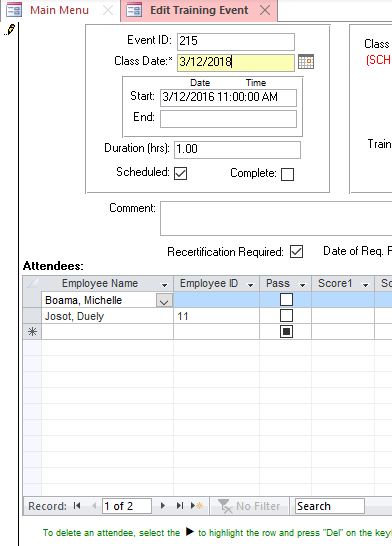 Main Menu Edit Training Event
Event ID: 215
Class
Class Date:* 3/12/2018
(SCH
Date Time
Start: 3/12/2016 11:00:00 AM
End:
Train
Duration (hrs): 1.00
Scheduled: Complete:
Comment:
Recertification Required: Date of Req. R
Attendees:
Employee Name Employee ID Pass Score1 Sc
Boama, Michelle
Josot, Duely 11
Record: 1 of 2 No Filter Search
To delete an attendee, select the ► to highlight the row and press "Del" on the key